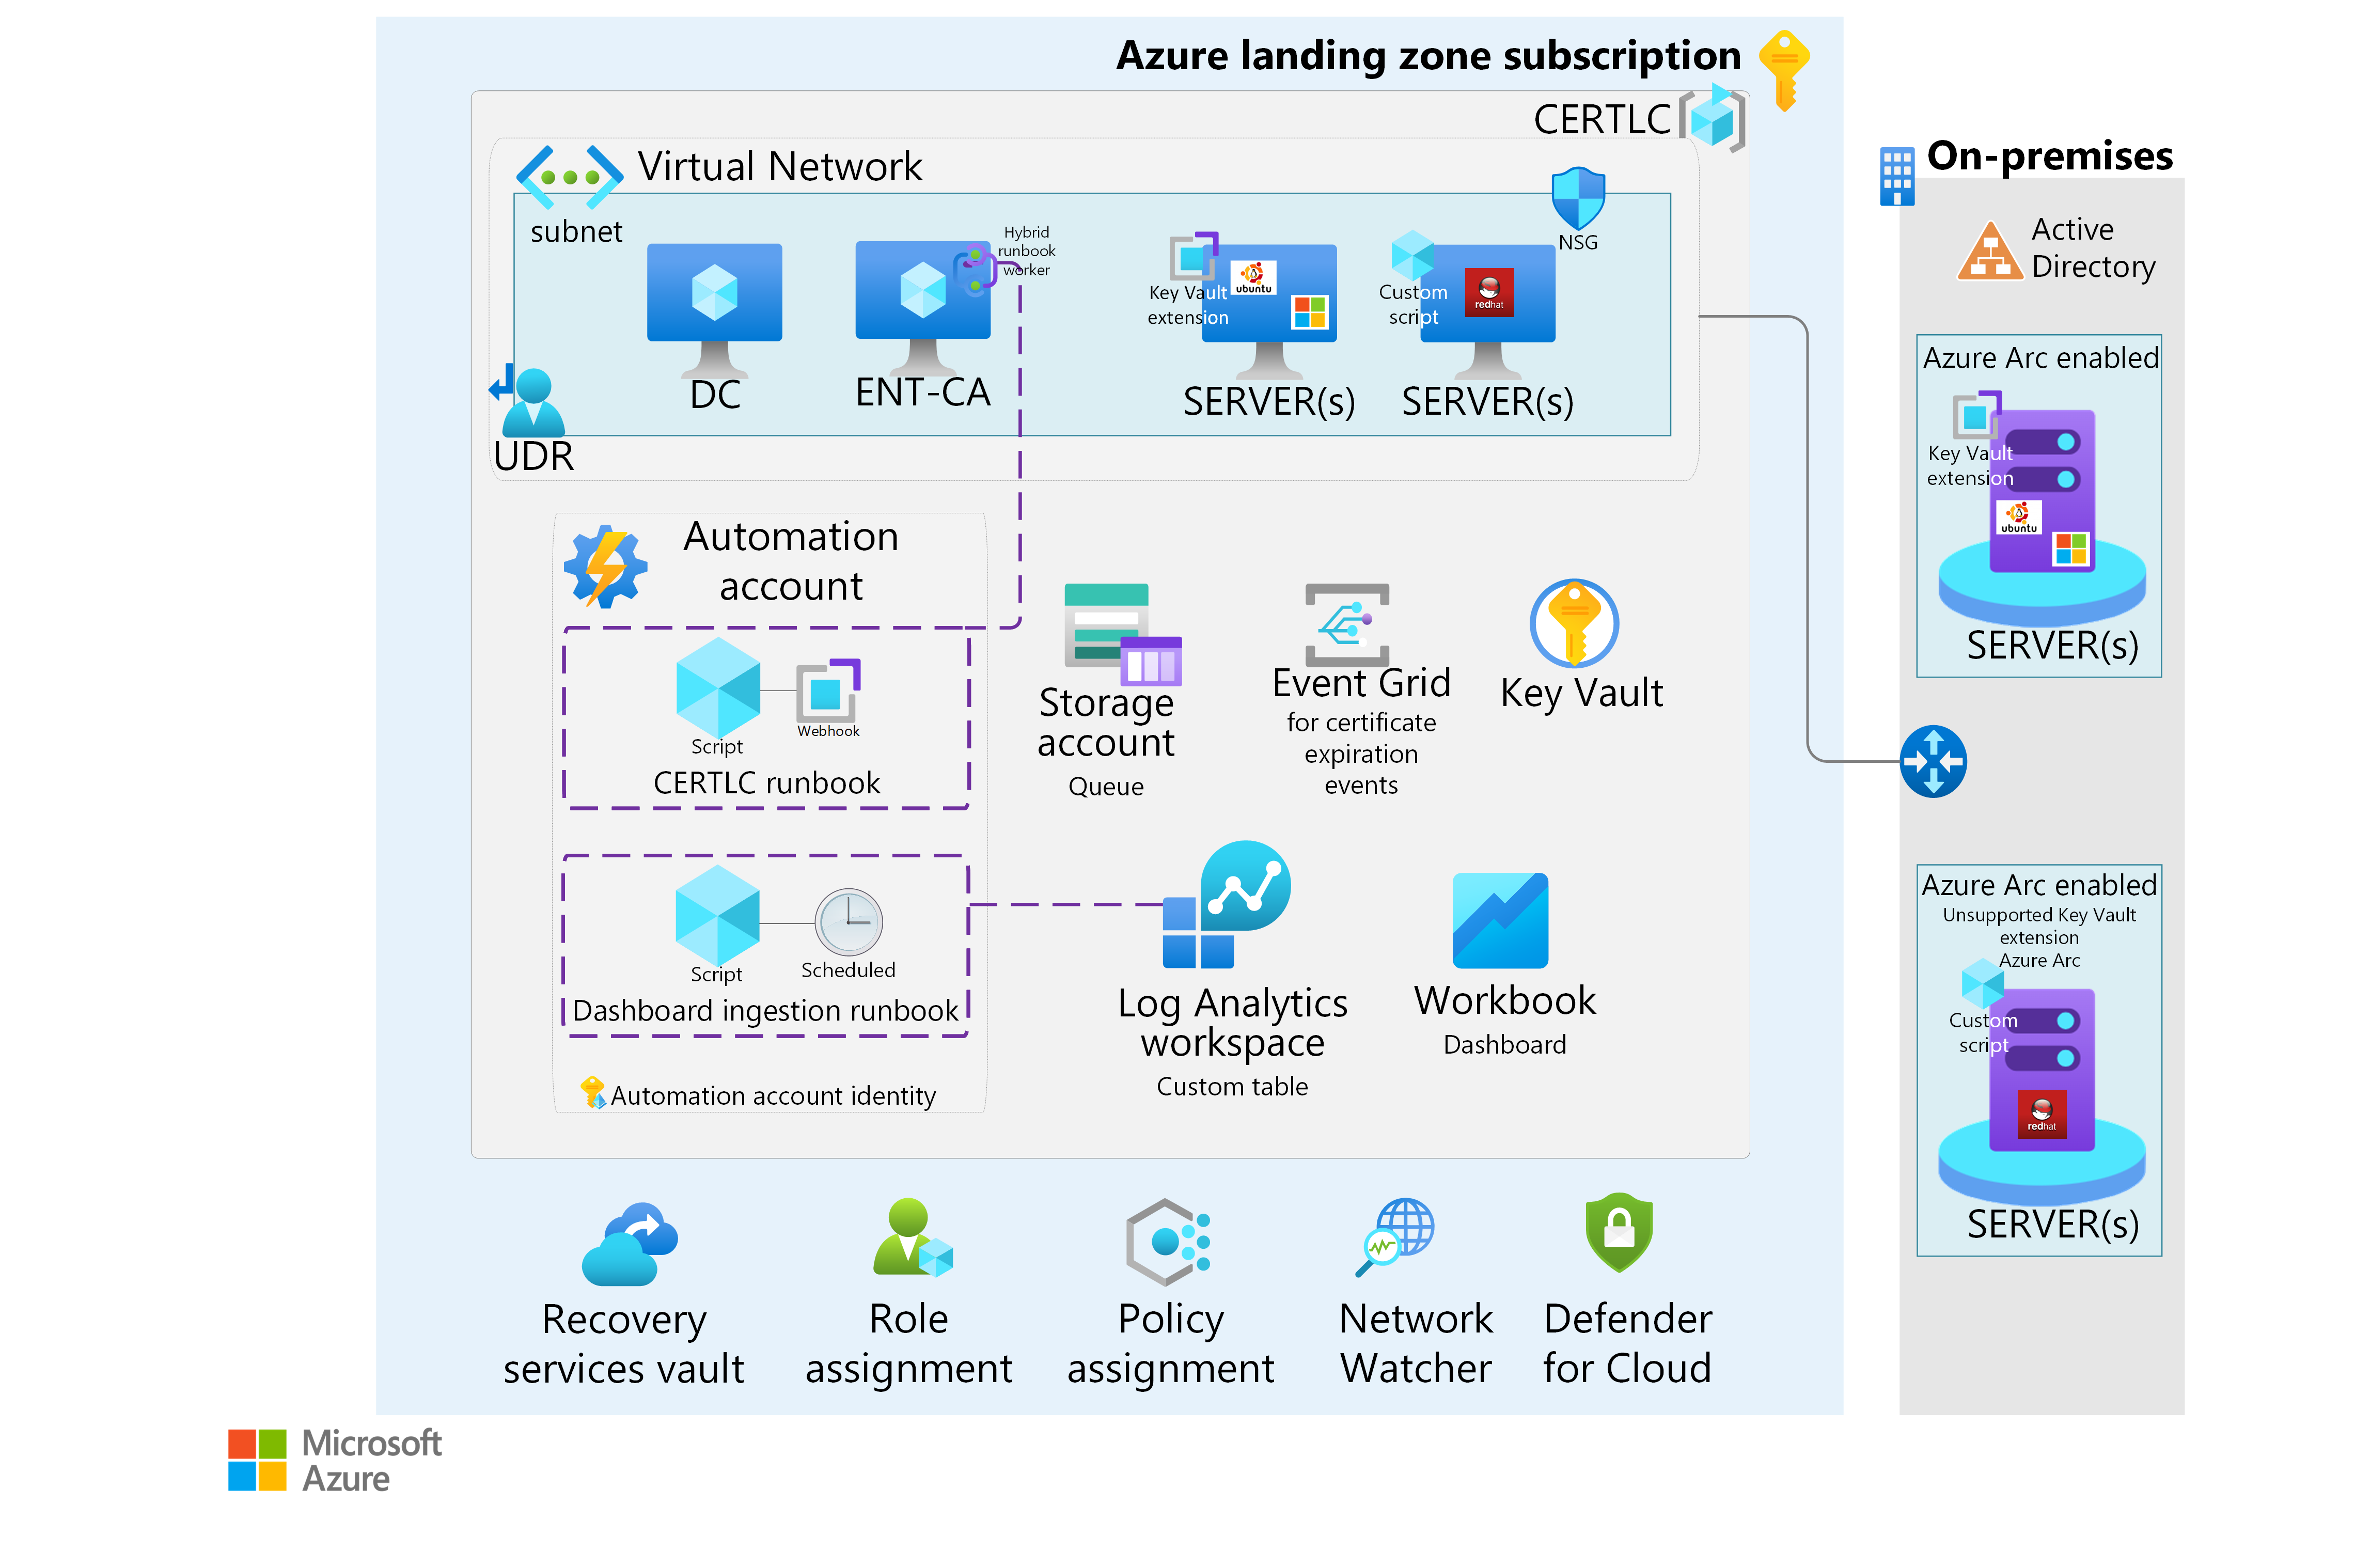 Azure landing zone subscription
CERTLC
Virtual Network
subnet
NSG
Hybrid
runbook
worker
Key Vault
extension
ubuntu
Custom
script
redhat
DC
ENT-CA
SERVER(s)
SERVER(s)
UDR
Automation
account
Script
Webhook
CERTLC runbook
Storage
account
Queue
Event Grid
for certificate
expiration
events
Key Vault
Script
Scheduled
Dashboard ingestion runbook
Automation account identity
Log Analytics
workspace
Custom table
Workbook
Dashboard
Recovery
services vault
Role
assignment
Policy
assignment
Network
Watcher
Defender
for Cloud
On-premises
Active
Directory
Azure Arc enabled
Key Vault
extension
ubuntu
SERVER(s)
Azure Arc enabled
Unsupported Key Vault
extension
Azure Arc
Custom
script
redhat
SERVER(s)
Microsoft
Azure